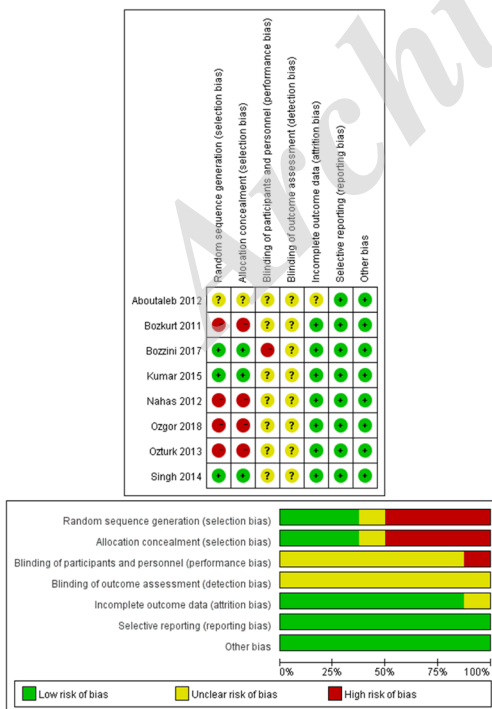 Archi
Random sequence generation (selection bias)
Allocation concealment (selection bias)
Blinding of participants and personnel (performance bias)
Blinding of outcome assessment (detection bias)
Incomplete outcome data (attrition bias)
Selective reporting (reporting bias)
Other bias
Aboutaleb 2012 ? ? ? ? ? + +
Bozkurt 2011 - - ? ? + + +
Bozzini 2017 + + - ? + + +
Kumar 2015 + + ? ? + + +
Nahas 2012 - - ? ? + + +
Ozgor 2018 - - ? ? + + +
Ozturk 2013 - - ? ? + + +
Singh 2014 + + ? ? + + +
Random sequence generation (selection bias)
Allocation concealment (selection bias)
Blinding of participants and personnel (performance bias)
Blinding of outcome assessment (detection bias)
Incomplete outcome data (attrition bias)
Selective reporting (reporting bias)
Other bias
0% 25% 50% 75% 100%
Low risk of bias Unclear risk of bias High risk of bias